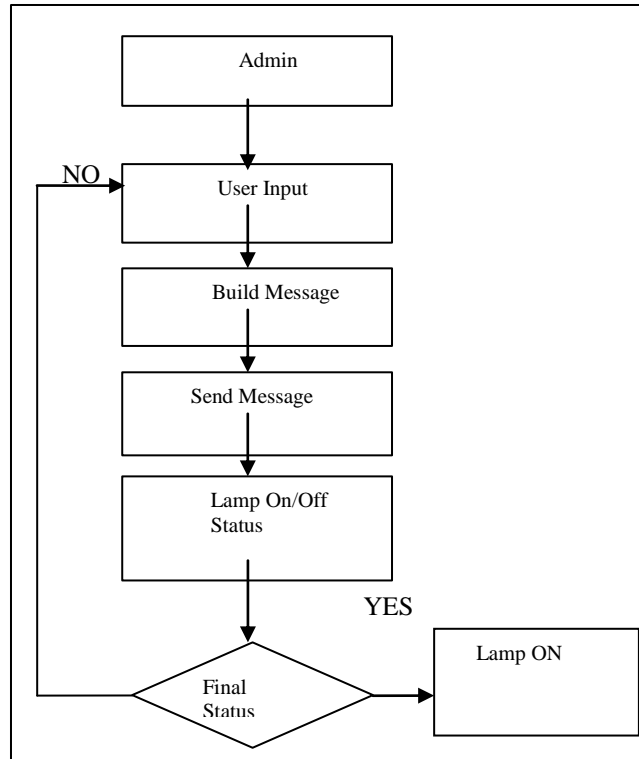 Admin
NO
User Input
Build Message
Send Message
Lamp On/Off
Status
YES
Lamp ON
Final
Status